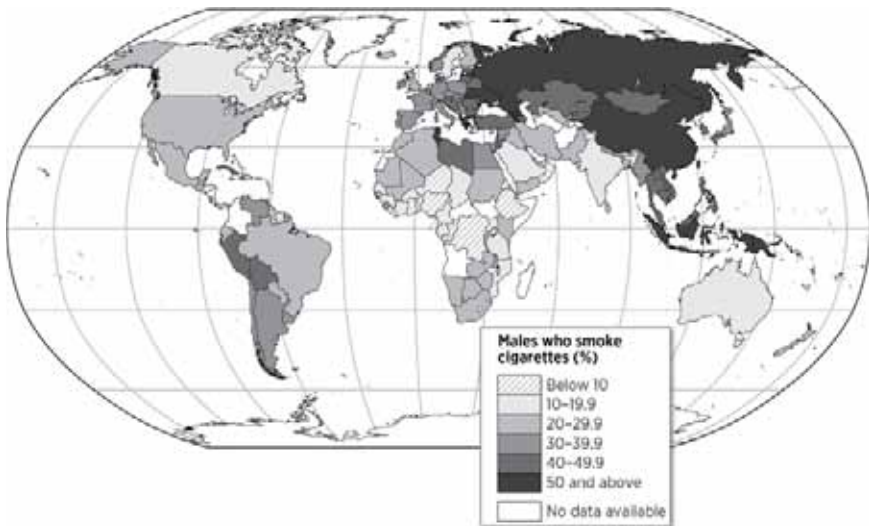 Males who smoke
cigarettes (%)
Below 10
10–19.9
20–29.9
30–39.9
40–49.9
50 and above
No data available